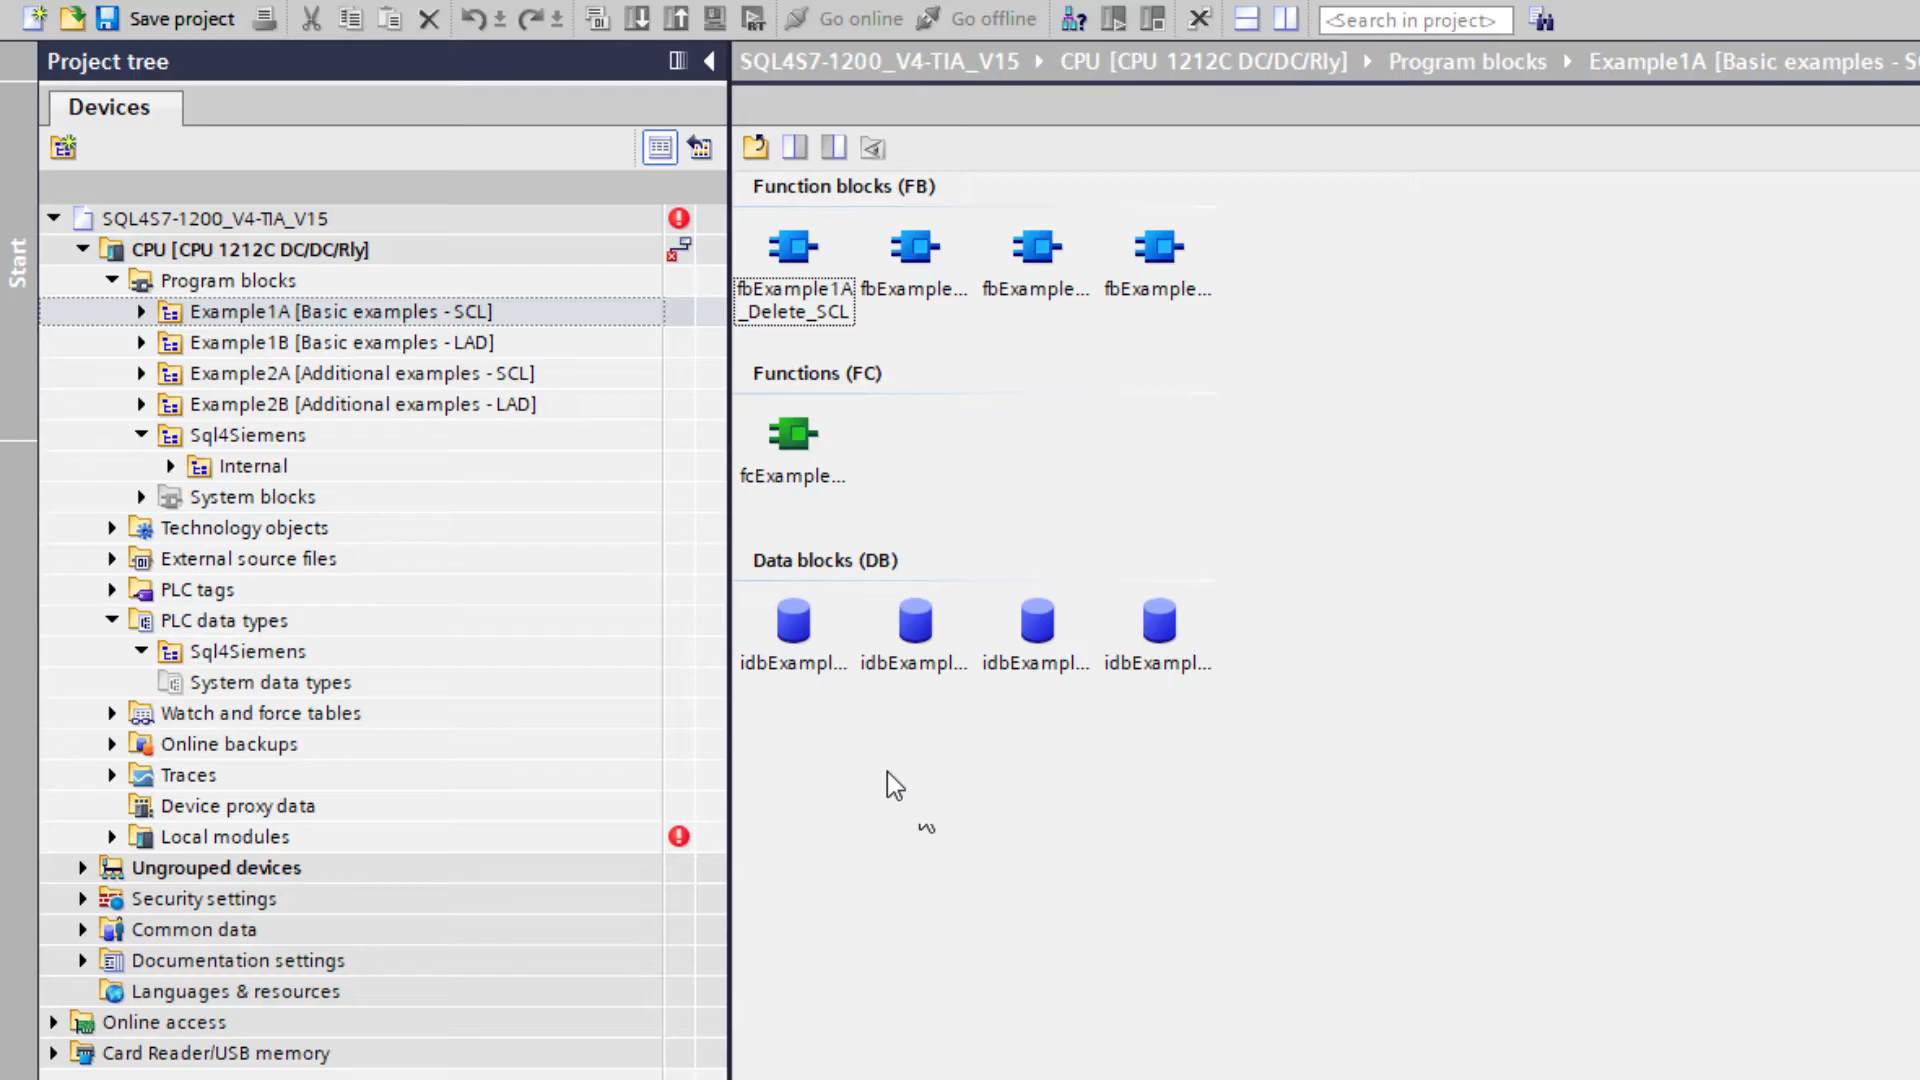 Save project
Go online
Go offline
<Search in project>
Project tree
SQL4S7-1200_V4-TIA_V15 CPU [CPU 1212C DC/DC/Rly] Program blocks Example1A [Basic examples - S
Start
Devices
SQL4S7-1200_V4-TIA_V15
CPU [CPU 1212C DC/DC/Rly]
Program blocks
Example1A [Basic examples - SCL]
Example1B [Basic examples - LAD]
Example2A [Additional examples - SCL]
Example2B [Additional examples - LAD]
Sql4Siemens
Internal
System blocks
Technology objects
External source files
PLC tags
PLC data types
Sql4Siemens
System data types
Watch and force tables
Online backups
Traces
Device proxy data
Local modules
Ungrouped devices
Security settings
Common data
Documentation settings
Languages & resources
Online access
Card Reader/USB memory
Function blocks (FB)
fbExample1A
_Delete_SCL
fbExample...
fbExample...
fbExample...
Functions (FC)
fcExample...
Data blocks (DB)
idbExampl...
idbExampl...
idbExampl...
idbExampl...